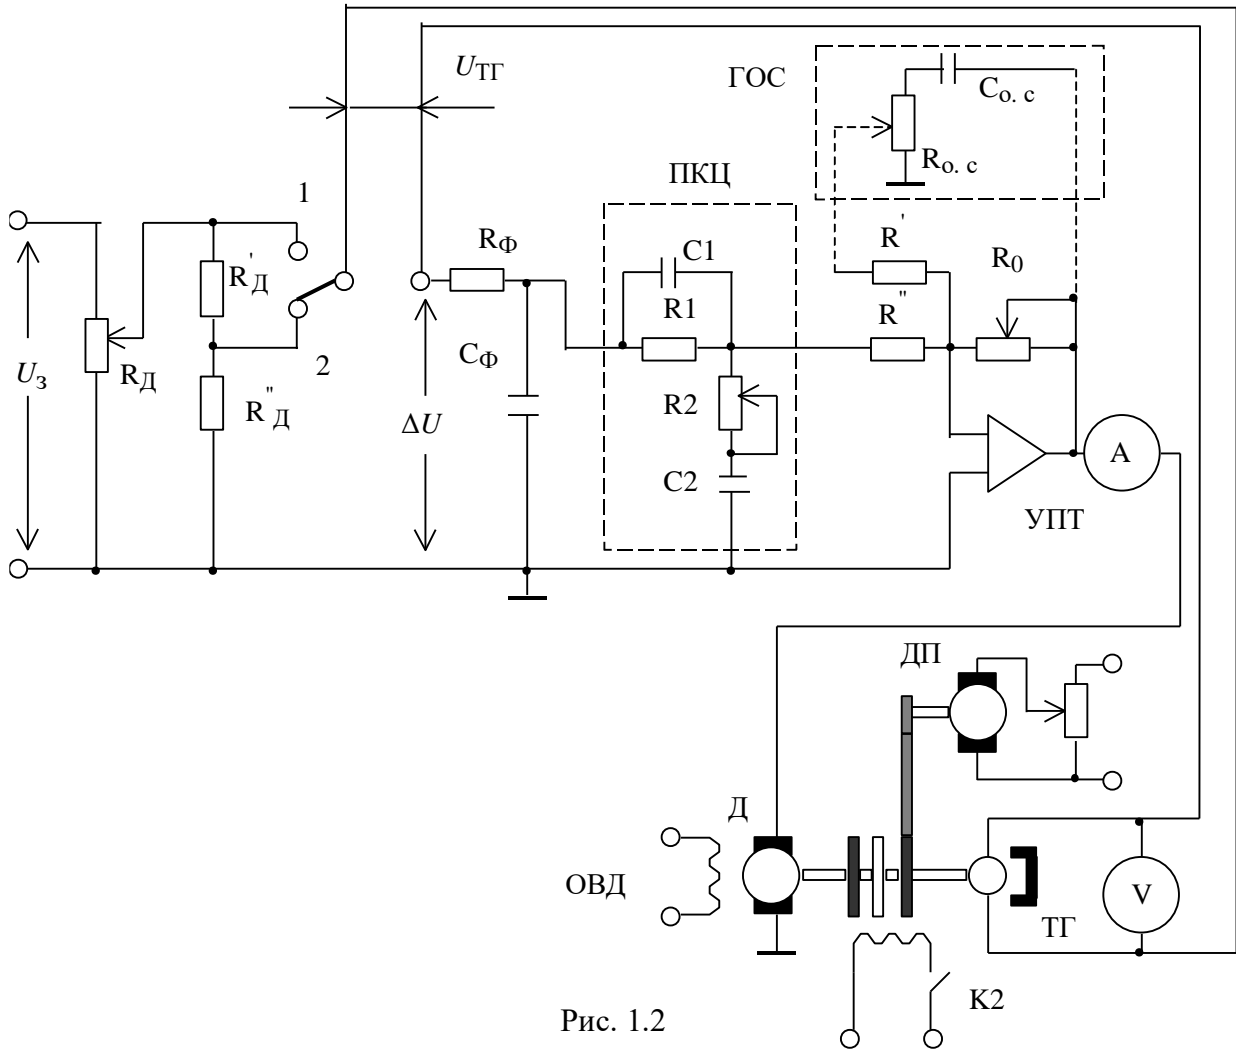 U_ТГ
ГОС
C_о. с
R_о. с
ПКЦ
1
R_Ф
C1
R'
R_0
R'_Д
R1
R"
U_З
R_Д
2
C_Ф
R"_Д
R2
ΔU
A
C2
УПТ
ДП
Д
ОВД
V
ТГ
К2
Рис. 1.2